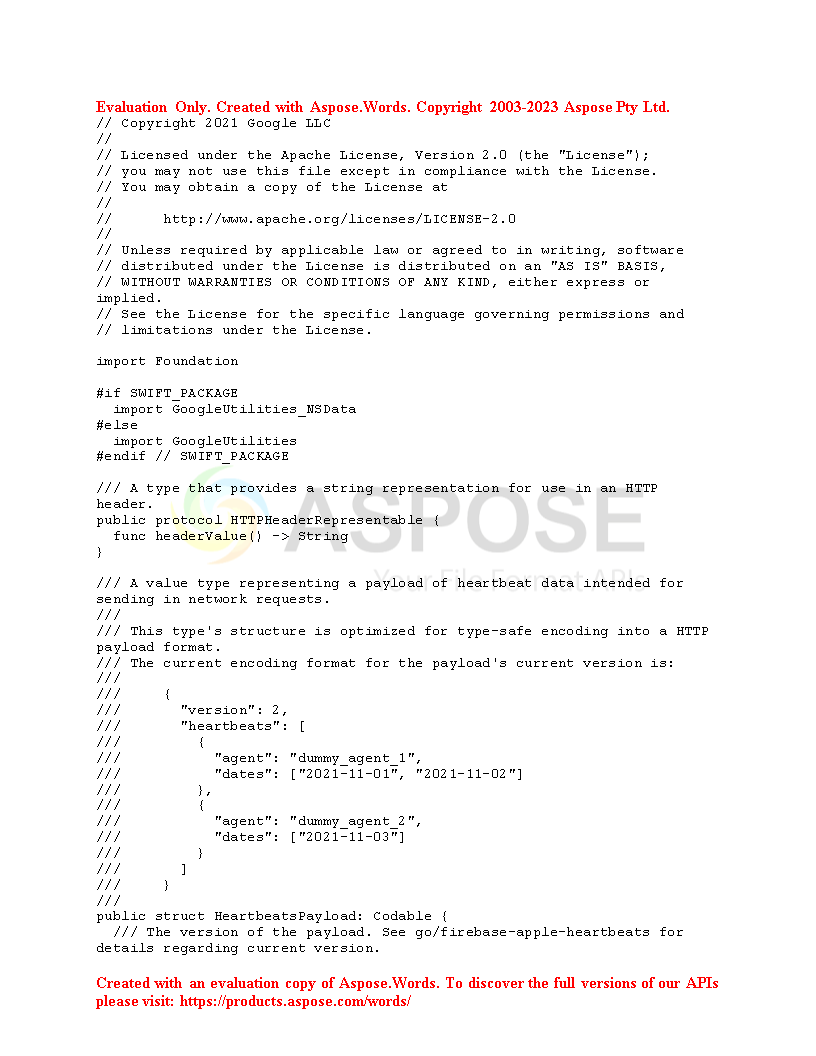 Evaluation Only. Created with Aspose.Words. Copyright 2003-2023 Aspose Pty Ltd.
// Copyright 2021 Google LLC
//
// Licensed under the Apache License, Version 2.0 (the "License");
// you may not use this file except in compliance with the License.
// You may obtain a copy of the License at
//
//      http://www.apache.org/licenses/LICENSE-2.0
//
// Unless required by applicable law or agreed to in writing, software
// distributed under the License is distributed on an "AS IS" BASIS,
// WITHOUT WARRANTIES OR CONDITIONS OF ANY KIND, either express or
implied.
// See the License for the specific language governing permissions and
// limitations under the License.

import Foundation

#if SWIFT_PACKAGE
  import GoogleUtilities_NSData
#else
  import GoogleUtilities
#endif // SWIFT_PACKAGE

/// A type that provides a string representation for use in an HTTP
header.
public protocol HTTPHeaderRepresentable {
  func headerValue() -> String
}
ASPOSE
Your File Format APIs

/// A value type representing a payload of heartbeat data intended for
sending in network requests.
///
/// This type's structure is optimized for type-safe encoding into a HTTP
payload format.
/// The current encoding format for the payload's current version is:
///
///     {
///       "version": 2,
///       "heartbeats": [
///         {
///           "agent": "dummy_agent_1",
///           "dates": ["2021-11-01", "2021-11-02"]
///         },
///         {
///           "agent": "dummy_agent_2",
///           "dates": ["2021-11-03"]
///         }
///       ]
///     }
///
public struct HeartbeatsPayload: Codable {
  /// The version of the payload. See go/firebase-apple-heartbeats for
details regarding current version.

Created with an evaluation copy of Aspose.Words. To discover the full versions of our APIs
please visit: https://products.aspose.com/words/